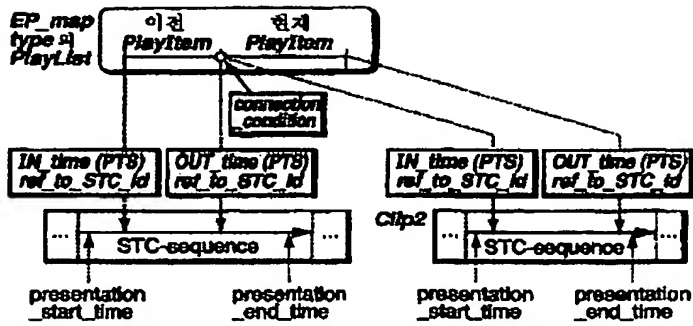 EP_map
type의
PlayList
이전
PlayItem
현재
PlayItem
connection
_condition
IN_time (PTS)
ref_to_STC_id
OUT_time (PTS)
ref_to_STC_id
IN_time (PTS)
ref_to_STC_id
OUT_time (PTS)
ref_to_STC_id
Clip2
...
STC-sequence
...
...
STC-sequence
...
presentation
_start_time
presentation
_end_time
presentation
_start_time
presentation
_end_time